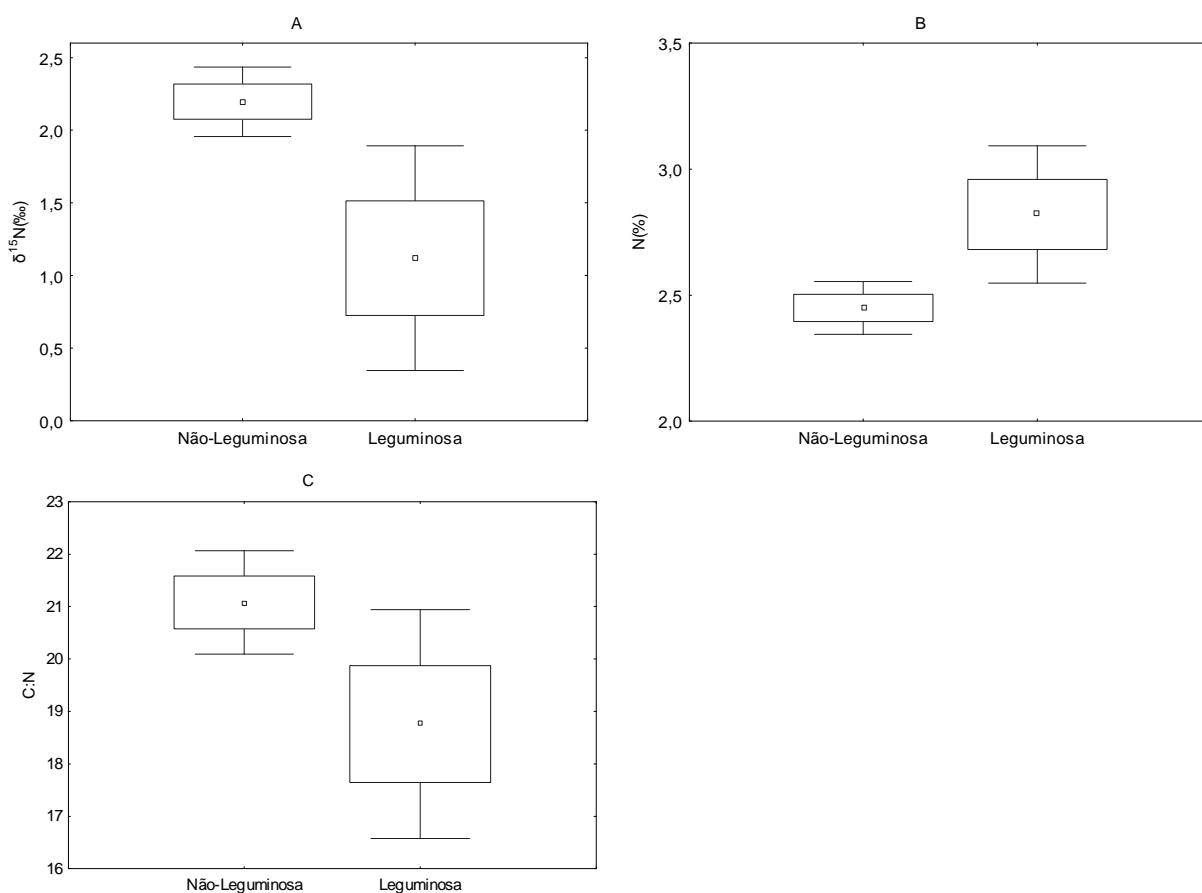 A
δ¹⁵N(‰)
2,5
2,0
1,5
1,0
0,5
0,0
Não-Leguminosa
Leguminosa
B
N(%)
3,5
3,0
2,5
2,0
Não-Leguminosa
Leguminosa
C
C:N
23
22
21
20
19
18
17
16
Não-Leguminosa
Leguminosa